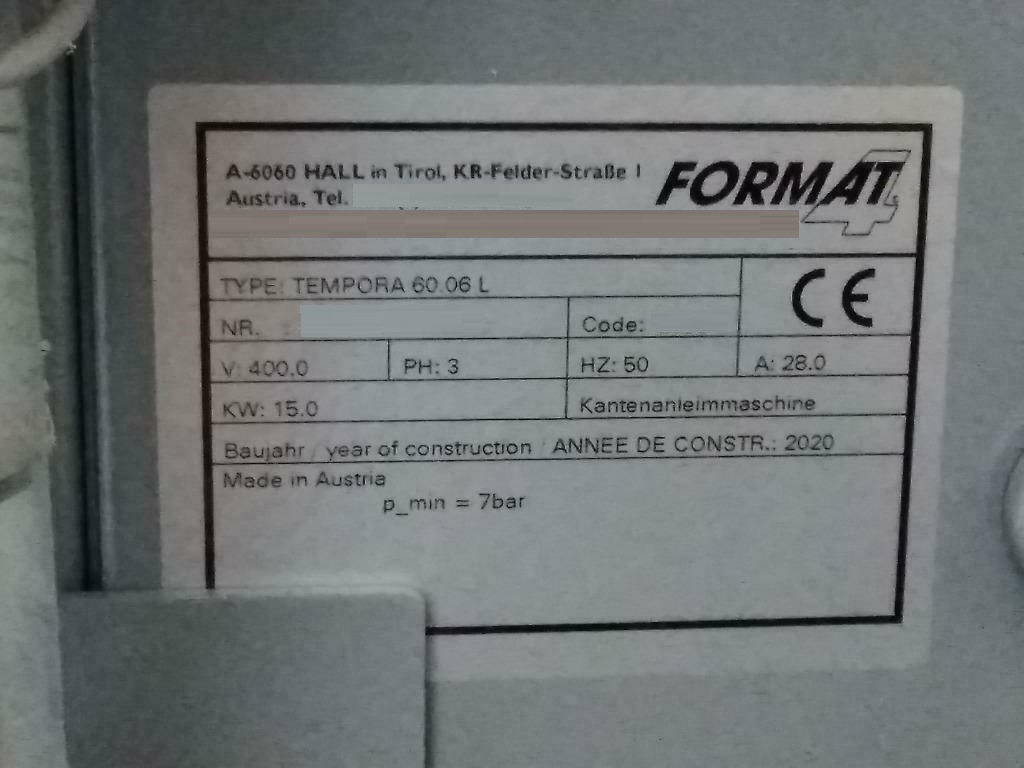 A-6060 HALL in Tirol, KR-Felder-Straße 1
Austria, Tel.
FORMAT4
TYPE: TEMPORA 60.06 L
CE
NR. :
Code:
V: 400.0 PH: 3 HZ: 50 A: 28.0
KW: 15.0 Kantenanleimmaschine
Baujahr / year of construction / ANNEE DE CONSTR.: 2020
Made in Austria
p_min = 7bar